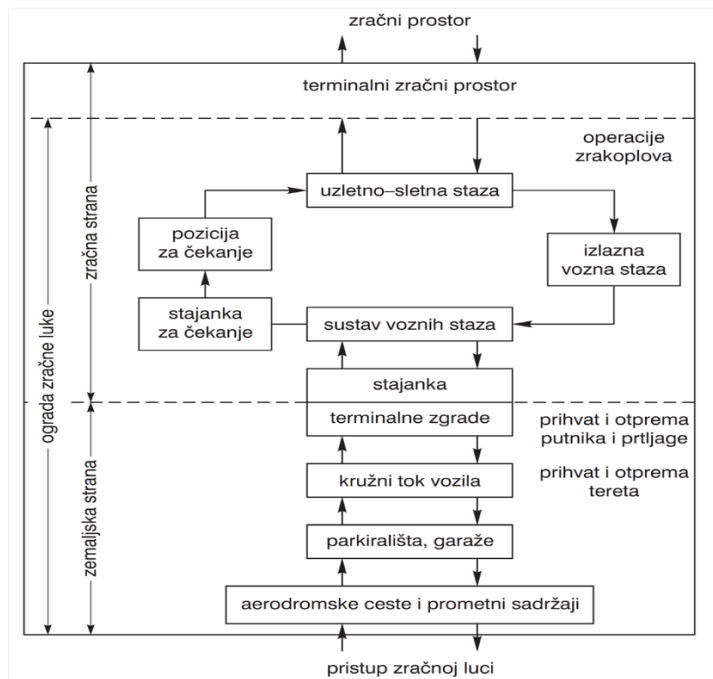 zračni prostor
terminalni zračni prostor
operacije
zrakoplova
uzletno–sletna staza
pozicija
za čekanje
izlazna
vozna staza
stajanka
za čekanje
sustav voznih staza
stajanka
terminalne zgrade
prihvat i otprema
putnika i prtljage
kružni tok vozila
prihvat i otprema
tereta
parkirališta, garaže
aerodromske ceste i prometni sadržaji
pristup zračnoj luci
ograda zračne luke
zračna strana
zemaljska strana